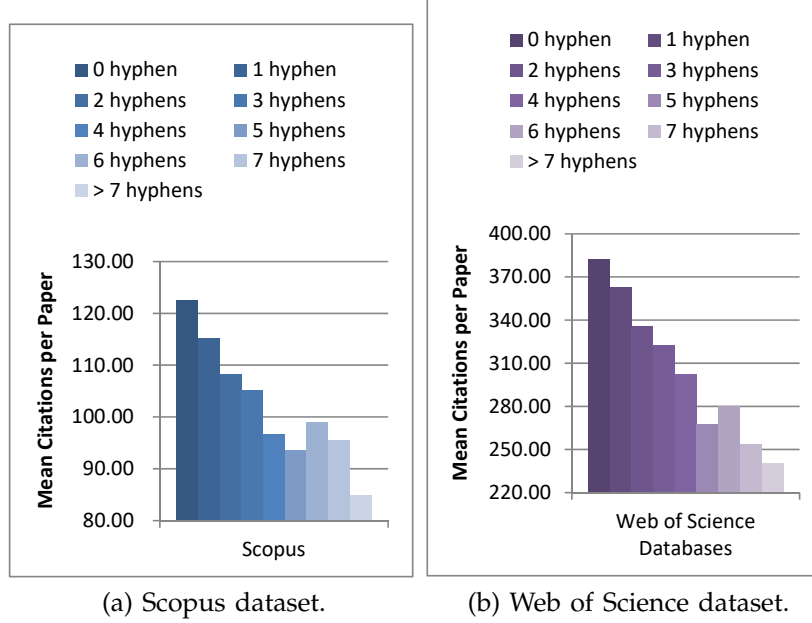 0 hyphen 1 hyphen
2 hyphens 3 hyphens
4 hyphens 5 hyphens
6 hyphens 7 hyphens
> 7 hyphens
Mean Citations per Paper
130.00
120.00
110.00
100.00
90.00
80.00
Scopus
(a) Scopus dataset.
0 hyphen 1 hyphen
2 hyphens 3 hyphens
4 hyphens 5 hyphens
6 hyphens 7 hyphens
> 7 hyphens
Mean Citations per Paper
400.00
370.00
340.00
310.00
280.00
250.00
220.00
Web of Science
Databases
(b) Web of Science dataset.